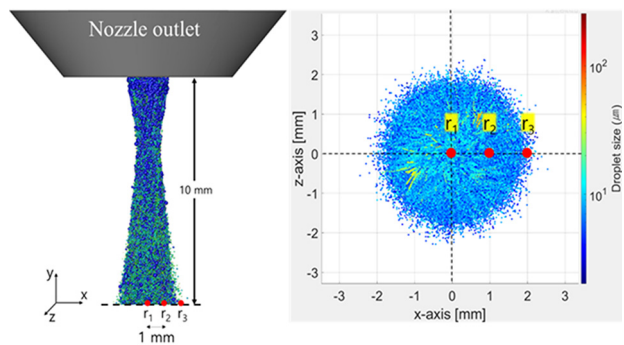 Nozzle outlet
10 mm
y
x
z
r₁ r₂ r₃
1 mm
z-axis [mm]
3
2
1
0
-1
-2
-3
r₁ r₂ r₃
-3 -2 -1 0 1 2 3
x-axis [mm]
10²
10¹
Droplet size (㎛)